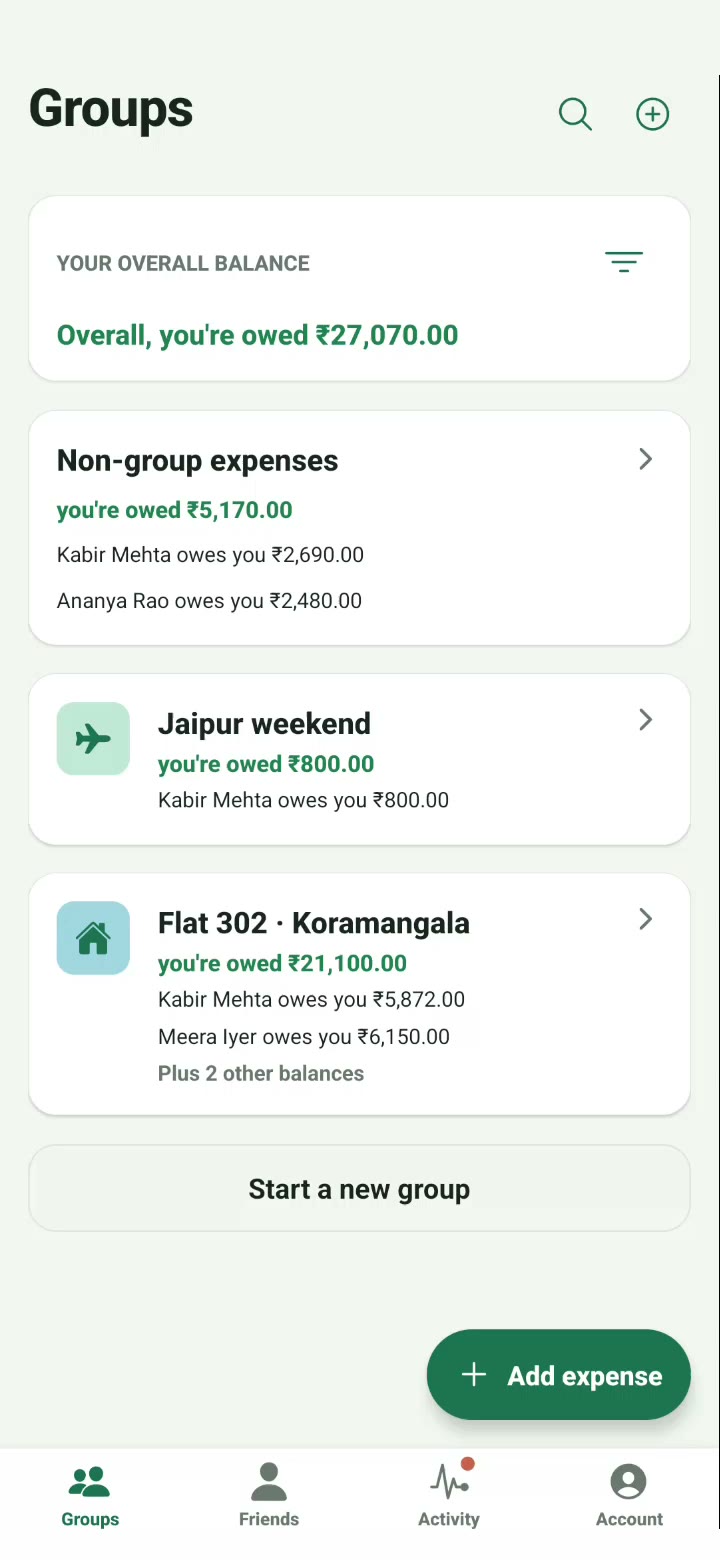 Groups
YOUR OVERALL BALANCE
Overall, you're owed ₹27,070.00
Non-group expenses
you're owed ₹5,170.00
Kabir Mehta owes you ₹2,690.00
Ananya Rao owes you ₹2,480.00
Jaipur weekend
you're owed ₹800.00
Kabir Mehta owes you ₹800.00
Flat 302 · Koramangala
you're owed ₹21,100.00
Kabir Mehta owes you ₹5,872.00
Meera Iyer owes you ₹6,150.00
Plus 2 other balances
Start a new group
Add expense
Groups
Friends
Activity
Account